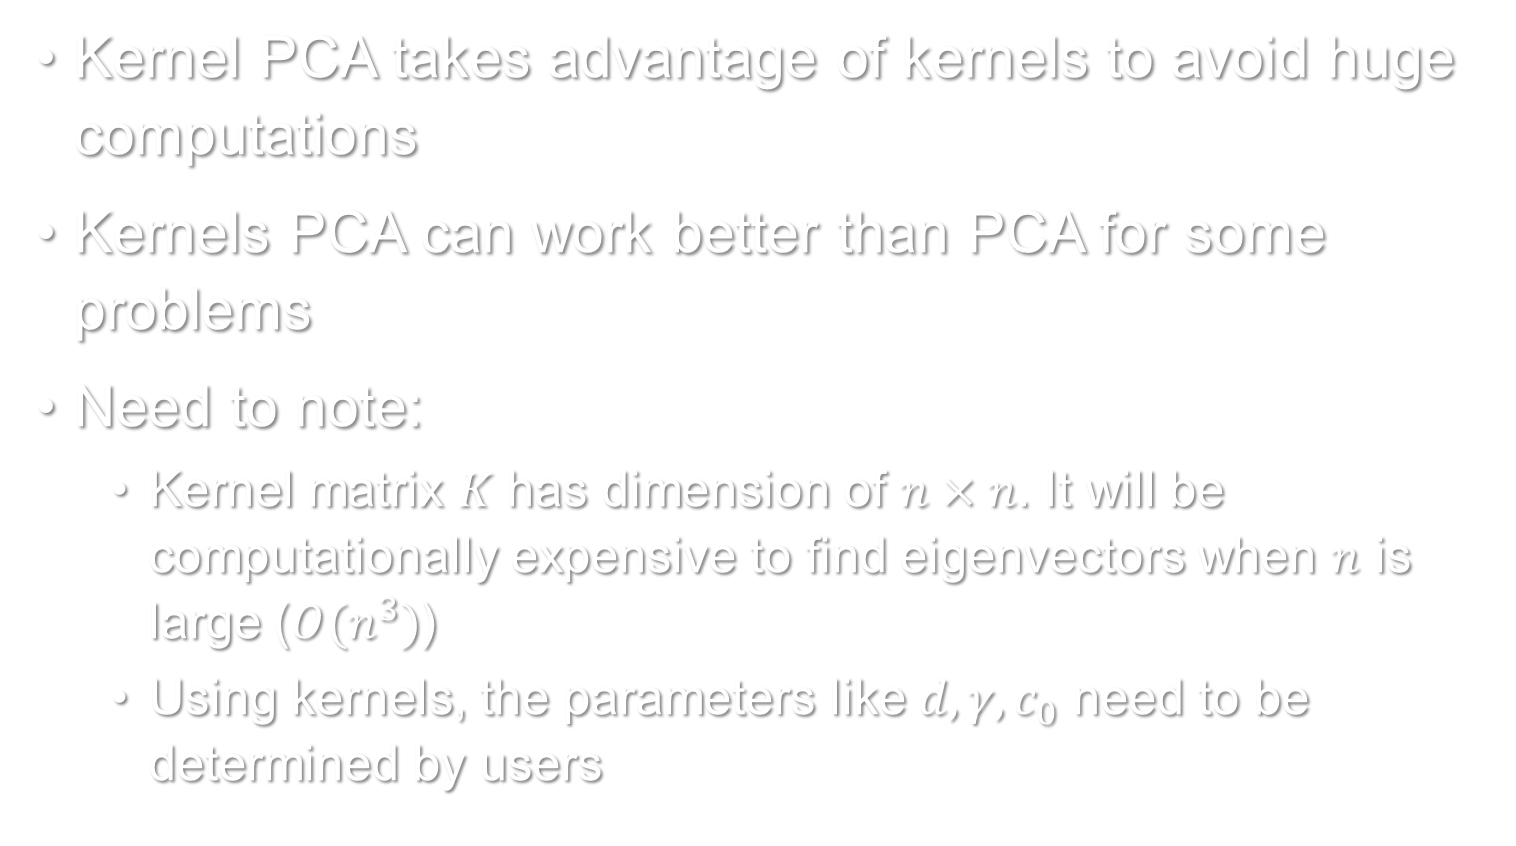 • Kernel PCA takes advantage of kernels to avoid huge
computations
• Kernels PCA can work better than PCA for some
problems
• Need to note:
• Kernel matrix K has dimension of n × n. It will be
computationally expensive to find eigenvectors when n is
large (O(n³))
• Using kernels, the parameters like d, γ, c₀ need to be
determined by users